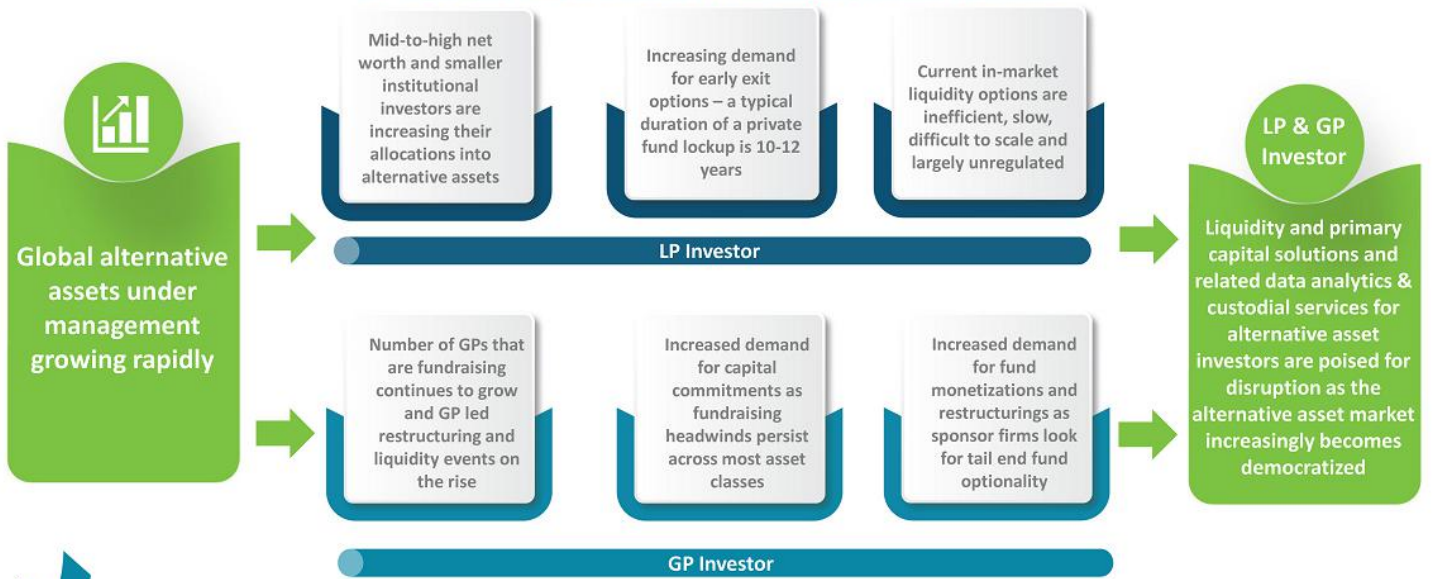 Global alternative
assets under
management
growing rapidly
Mid-to-high net
worth and smaller
institutional
investors are
increasing their
allocations into
alternative assets
Increasing demand
for early exit
options – a typical
duration of a private
fund lockup is 10-12
years
Current in-market
liquidity options are
inefficient, slow,
difficult to scale and
largely unregulated
LP Investor
Number of GPs that
are fundraising
continues to grow
and GP led
restructuring and
liquidity events on
the rise
Increased demand
for capital
commitments as
fundraising
headwinds persist
across most asset
classes
Increased demand
for fund
monetizations and
restructurings as
sponsor firms look
for tail end fund
optionality
GP Investor
LP & GP
Investor
Liquidity and primary
capital solutions and
related data analytics &
custodial services for
alternative asset
investors are poised for
disruption as the
alternative asset market
increasingly becomes
democratized